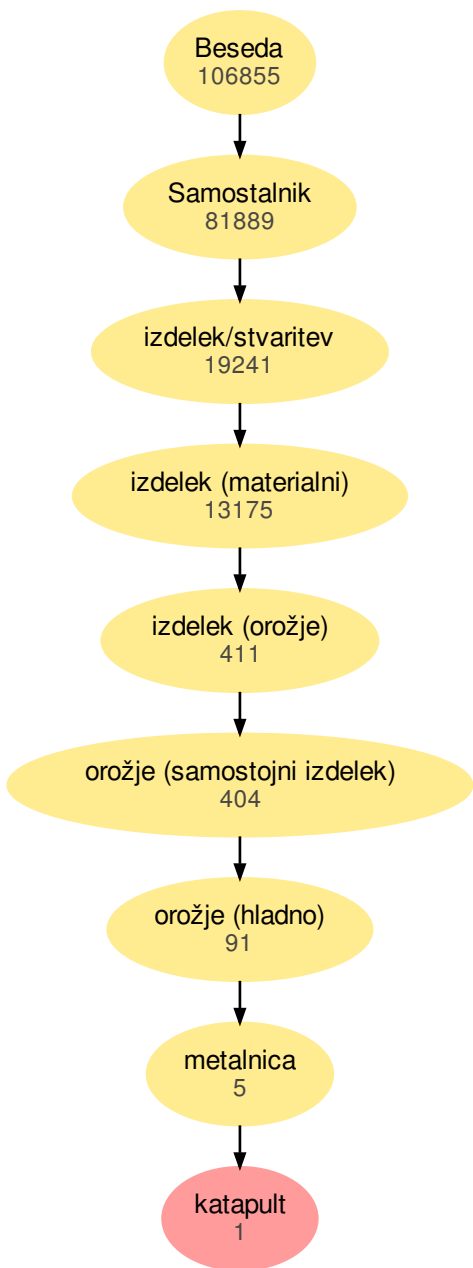 Beseda
106855
Samostalnik
81889
izdelek/stvaritev
19241
izdelek (materialni)
13175
izdelek (orožje)
411
orožje (samostojni izdelek)
404
orožje (hladno)
91
metalnica
5
katapult
1